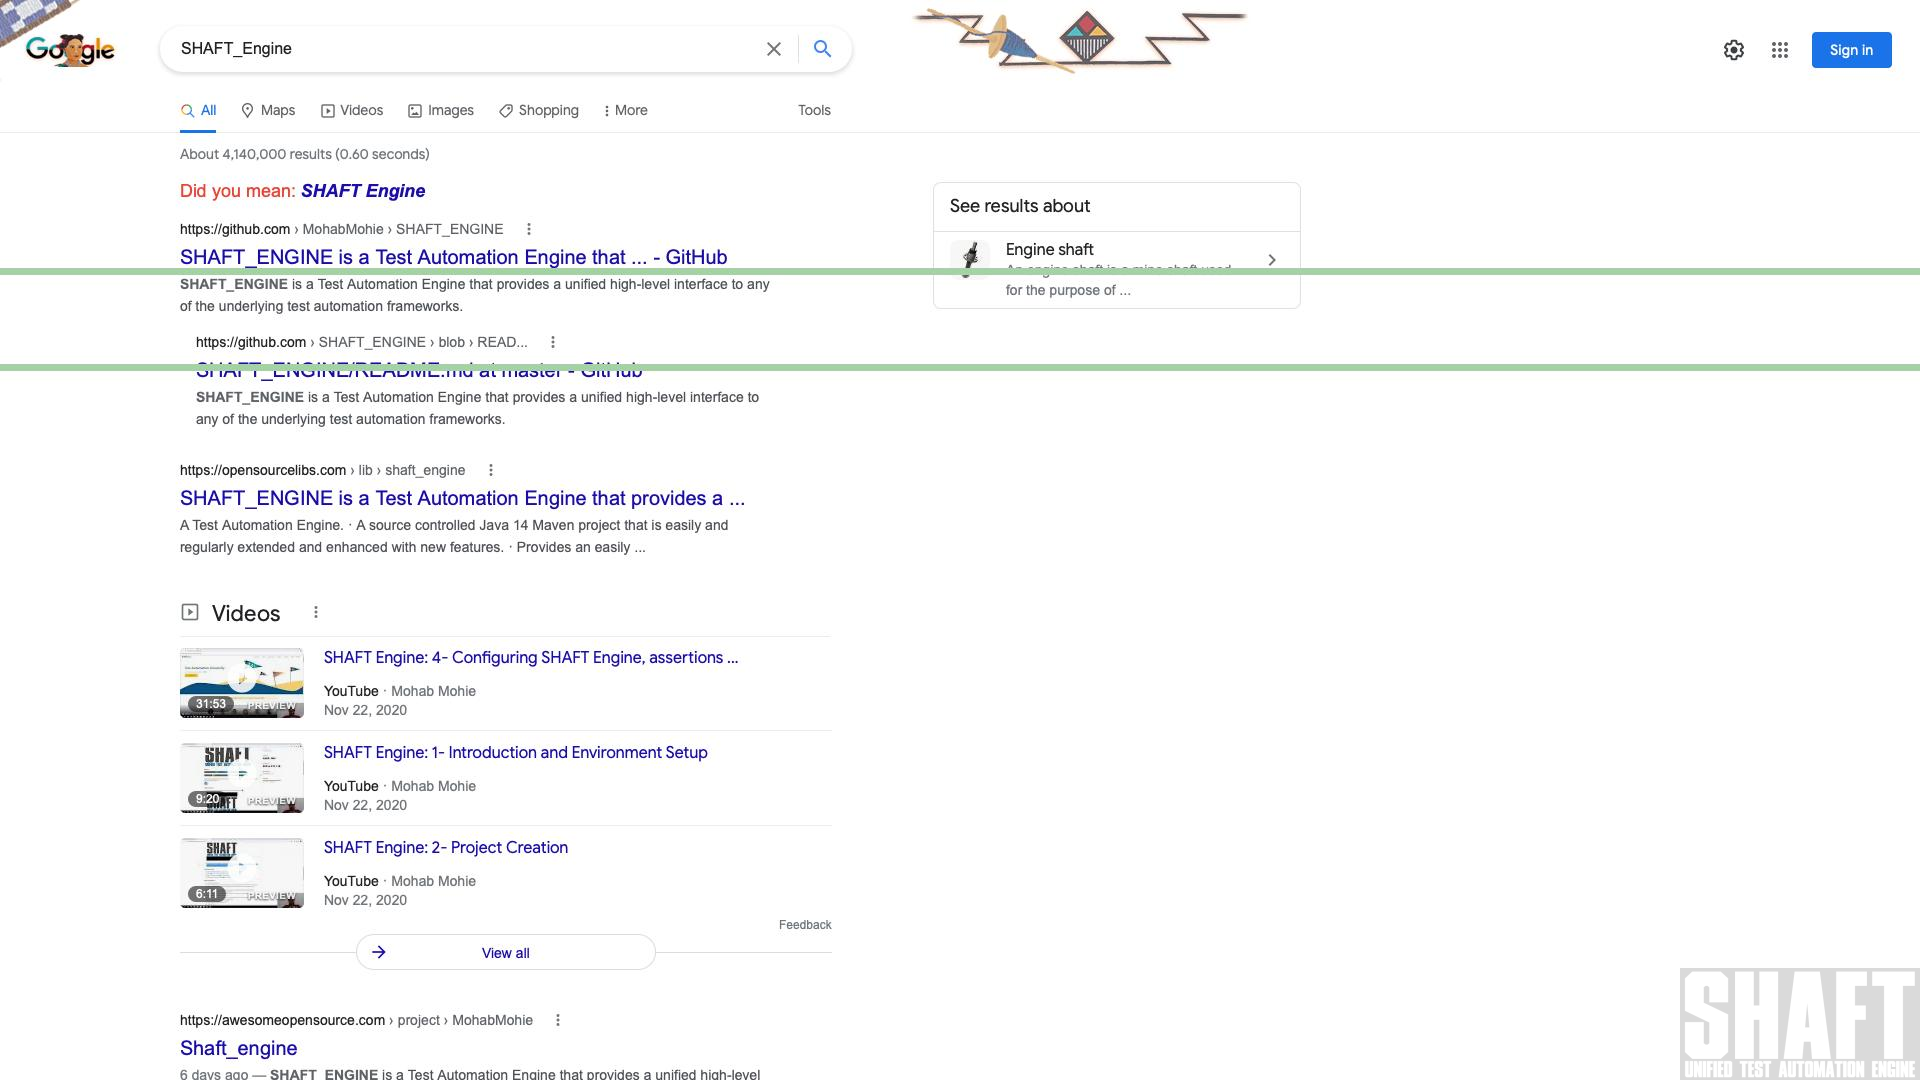 Google
SHAFT_Engine
Sign in
All
Maps
Videos
Images
Shopping
More
Tools
About 4,140,000 results (0.60 seconds)
Did you mean: SHAFT Engine
https://github.com › MohabMohie › SHAFT_ENGINE
SHAFT_ENGINE is a Test Automation Engine that ... - GitHub
SHAFT_ENGINE is a Test Automation Engine that provides a unified high-level interface to any
of the underlying test automation frameworks.
https://github.com › SHAFT_ENGINE › blob › READ...
SHAFT_ENGINE/README.md at master - GitHub
SHAFT_ENGINE is a Test Automation Engine that provides a unified high-level interface to
any of the underlying test automation frameworks.
https://opensourcelibs.com › lib › shaft_engine
SHAFT_ENGINE is a Test Automation Engine that provides a ...
A Test Automation Engine. · A source controlled Java 14 Maven project that is easily and
regularly extended and enhanced with new features. · Provides an easily ...
Videos
31:53
PREVIEW
SHAFT Engine: 4- Configuring SHAFT Engine, assertions ...
YouTube · Mohab Mohie
Nov 22, 2020
SHAFT
9:20
PREVIEW
SHAFT Engine: 1- Introduction and Environment Setup
YouTube · Mohab Mohie
Nov 22, 2020
SHAFT
6:11
PREVIEW
SHAFT Engine: 2- Project Creation
YouTube · Mohab Mohie
Nov 22, 2020
Feedback
View all
https://awesomeopensource.com › project › MohabMohie
Shaft_engine
6 days ago — SHAFT_ENGINE is a Test Automation Engine that provides a unified high-level
See results about
Engine shaft
An engine shaft is a mine shaft used
for the purpose of ...
SHAFT
UNIFIED TEST AUTOMATION ENGINE